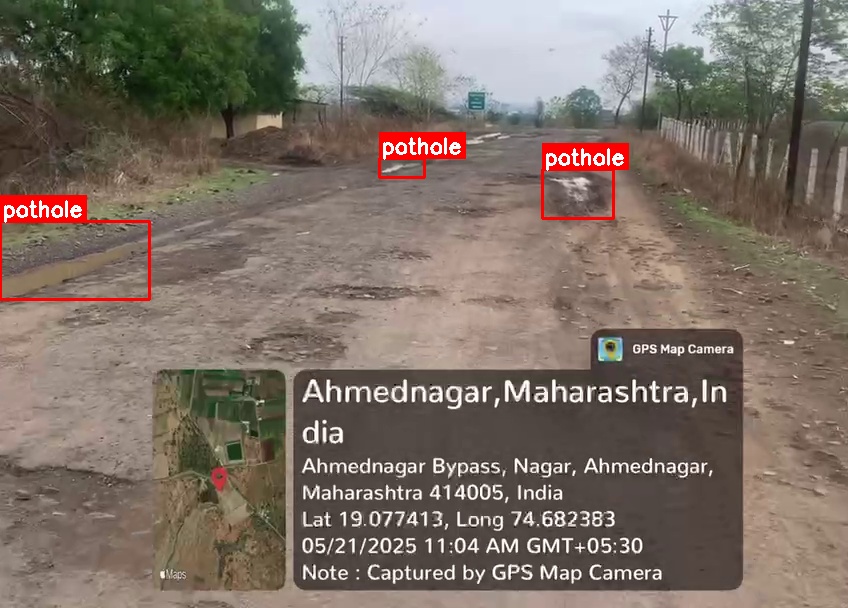 pothole
pothole
pothole
GPS Map Camera
Ahmednagar,Maharashtra,In
dia
Ahmednagar Bypass, Nagar, Ahmednagar,
Maharashtra 414005, India
Lat 19.077413, Long 74.682383
05/21/2025 11:04 AM GMT+05:30
Note : Captured by GPS Map Camera
Maps